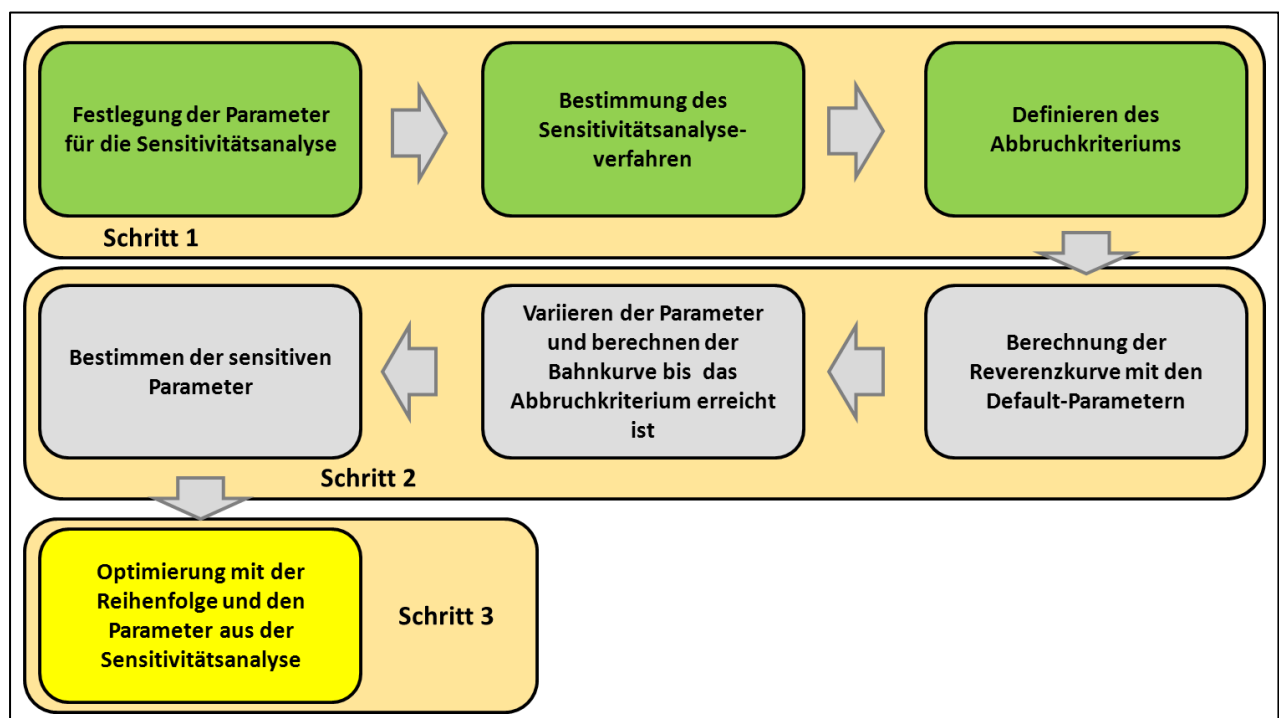 Festlegung der Parameter
für die Sensitivitätsanalyse
Bestimmung des
Sensitivitätsanalyse-
verfahren
Definieren des
Abbruchkriteriums
Schritt 1
Berechnung der
Reverenzkurve mit den
Default-Parametern
Variieren der Parameter
und berechnen der
Bahnkurve bis das
Abbruchkriterium erreicht
ist
Bestimmen der sensitiven
Parameter
Schritt 2
Optimierung mit der
Reihenfolge und den
Parameter aus der
Sensitivitätsanalyse
Schritt 3